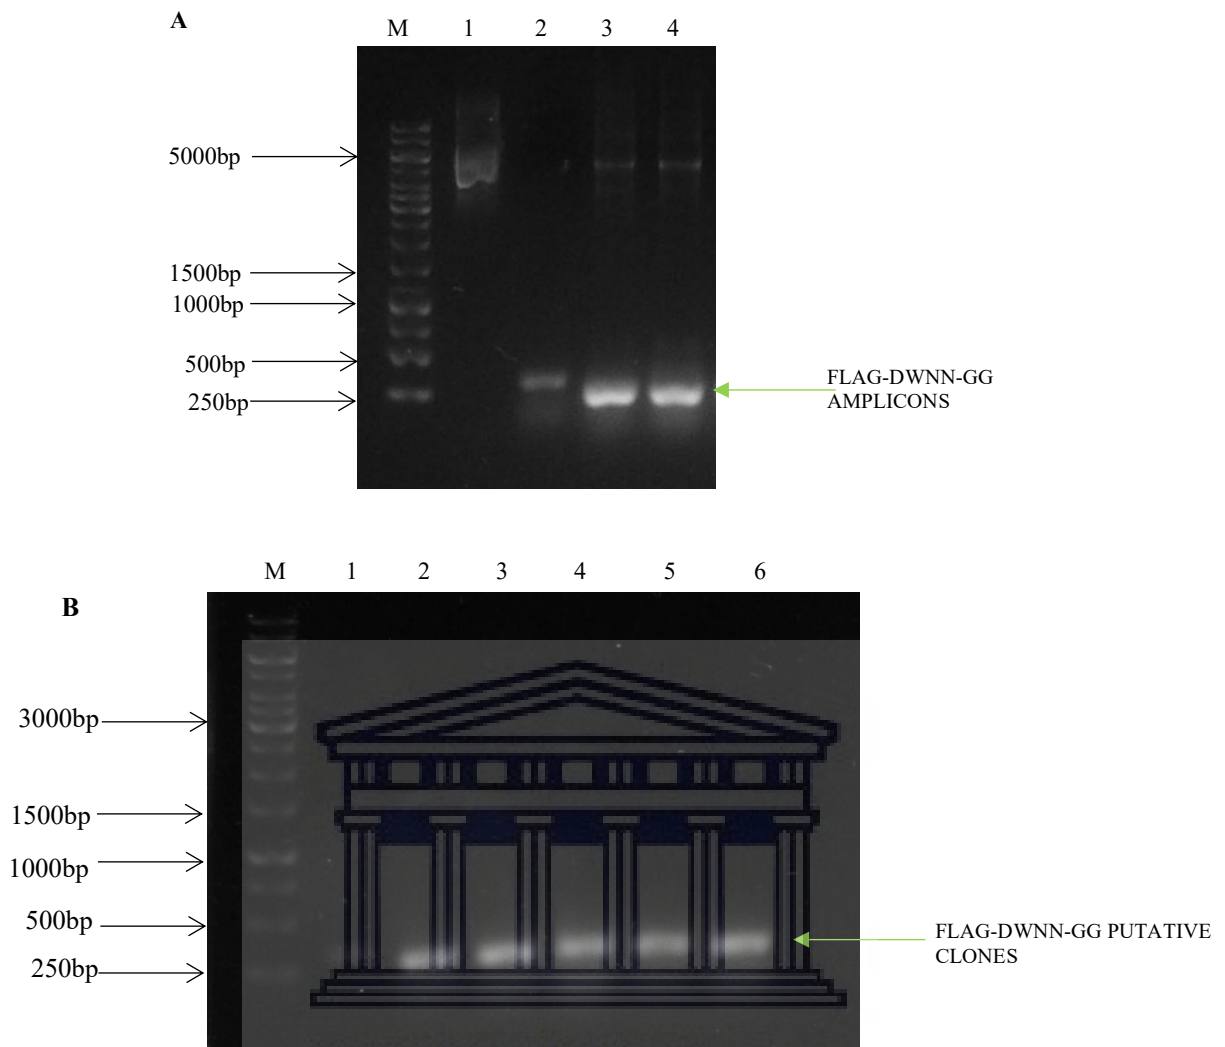 A
M 1 2 3 4
5000bp
1500bp
1000bp
500bp
250bp
FLAG-DWNN-GG
AMPLICONS
M 1 2 3 4 5 6
B
3000bp
1500bp
1000bp
500bp
250bp
FLAG-DWNN-GG PUTATIVE
CLONES